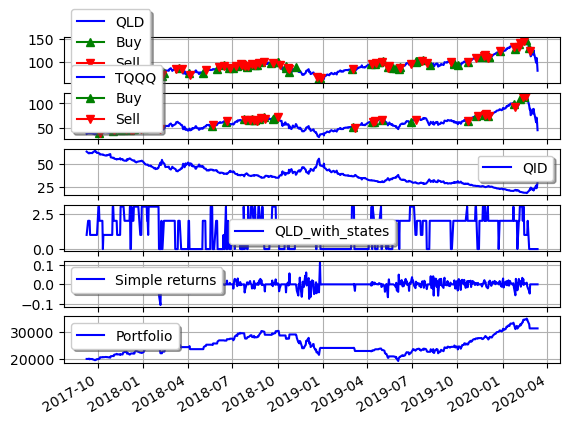 QLD
Buy
Sell
150
100
TQQQ
Buy
Sell
100
50
QID
50
25
QLD_with_states
2.5
0.0
Simple returns
0.1
0.0
−0.1
Portfolio
30000
20000
2017-10
2018-01
2018-04
2018-07
2018-10
2019-01
2019-04
2019-07
2019-10
2020-01
2020-04